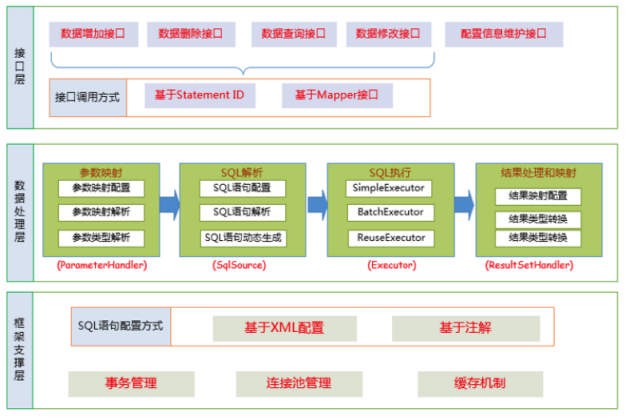 接口层
数据增加接口 数据删除接口 数据查询接口 数据修改接口 配置信息维护接口
接口调用方式 基于Statement ID 基于Mapper接口
数据处理层
参数映射 SQL解析 SQL执行 结果处理和映射
参数映射配置 SQL语句配置 SimpleExecutor 结果映射配置
参数映射解析 SQL语句解析 BatchExecutor 结果类型转换
参数类型解析 SQL语句动态生成 ReuseExecutor 结果类型转换
(ParameterHandler) (SqlSource) (Executor) (ResultSetHandler)
框架支撑层
SQL语句配置方式 基于XML配置 基于注解
事务管理 连接池管理 缓存机制